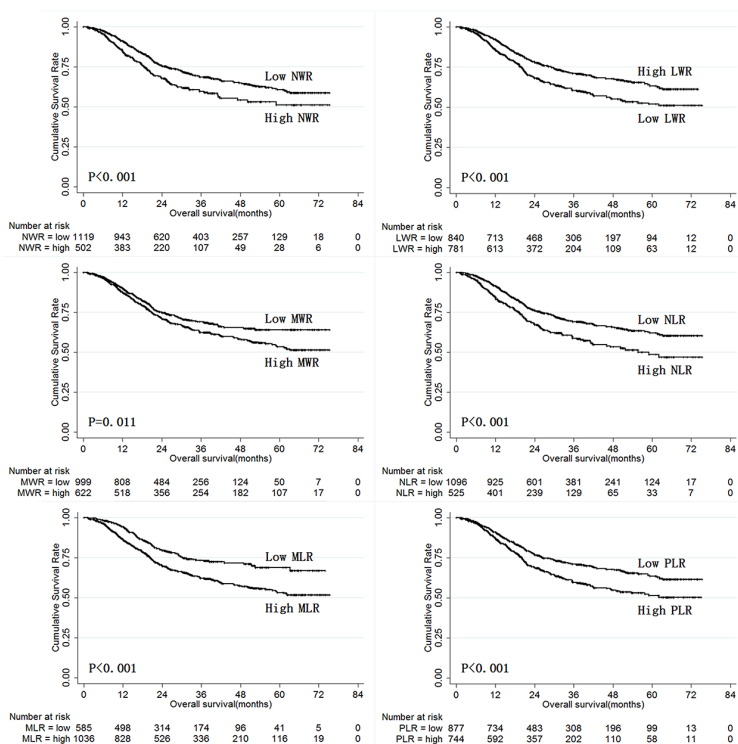 1.00
0.75
0.50
0.25
0.00
Cumulative Survival Rate
Low NWR
High NWR
P<0.001
0 12 24 36 48 60 72 84
Overall survival(months)
Number at risk
NWR = low 1119 943 620 403 257 129 18 0
NWR = high 502 383 220 107 49 28 6 0
1.00
0.75
0.50
0.25
0.00
Cumulative Survival Rate
High LWR
Low LWR
P<0.001
0 12 24 36 48 60 72 84
Overall survival(months)
Number at risk
LWR = low 840 713 468 306 197 94 12 0
LWR = high 781 613 372 204 109 63 12 0
1.00
0.75
0.50
0.25
0.00
Cumulative Survival Rate
Low MWR
High MWR
P=0.011
0 12 24 36 48 60 72 84
Overall survival(months)
Number at risk
MWR = low 999 808 484 256 124 50 7 0
MWR = high 622 518 356 254 182 107 17 0
1.00
0.75
0.50
0.25
0.00
Cumulative Survival Rate
Low NLR
High NLR
P<0.001
0 12 24 36 48 60 72 84
Overall survival(months)
Number at risk
NLR = low 1096 925 601 381 241 124 17 0
NLR = high 525 401 239 129 65 33 7 0
1.00
0.75
0.50
0.25
0.00
Cumulative Survival Rate
Low MLR
High MLR
P<0.001
0 12 24 36 48 60 72 84
Overall survival(months)
Number at risk
MLR = low 585 498 314 174 96 41 5 0
MLR = high 1036 828 526 336 210 116 19 0
1.00
0.75
0.50
0.25
0.00
Cumulative Survival Rate
Low PLR
High PLR
P<0.001
0 12 24 36 48 60 72 84
Overall survival(months)
Number at risk
PLR = low 877 734 483 308 196 99 13 0
PLR = high 744 592 357 202 110 58 11 0